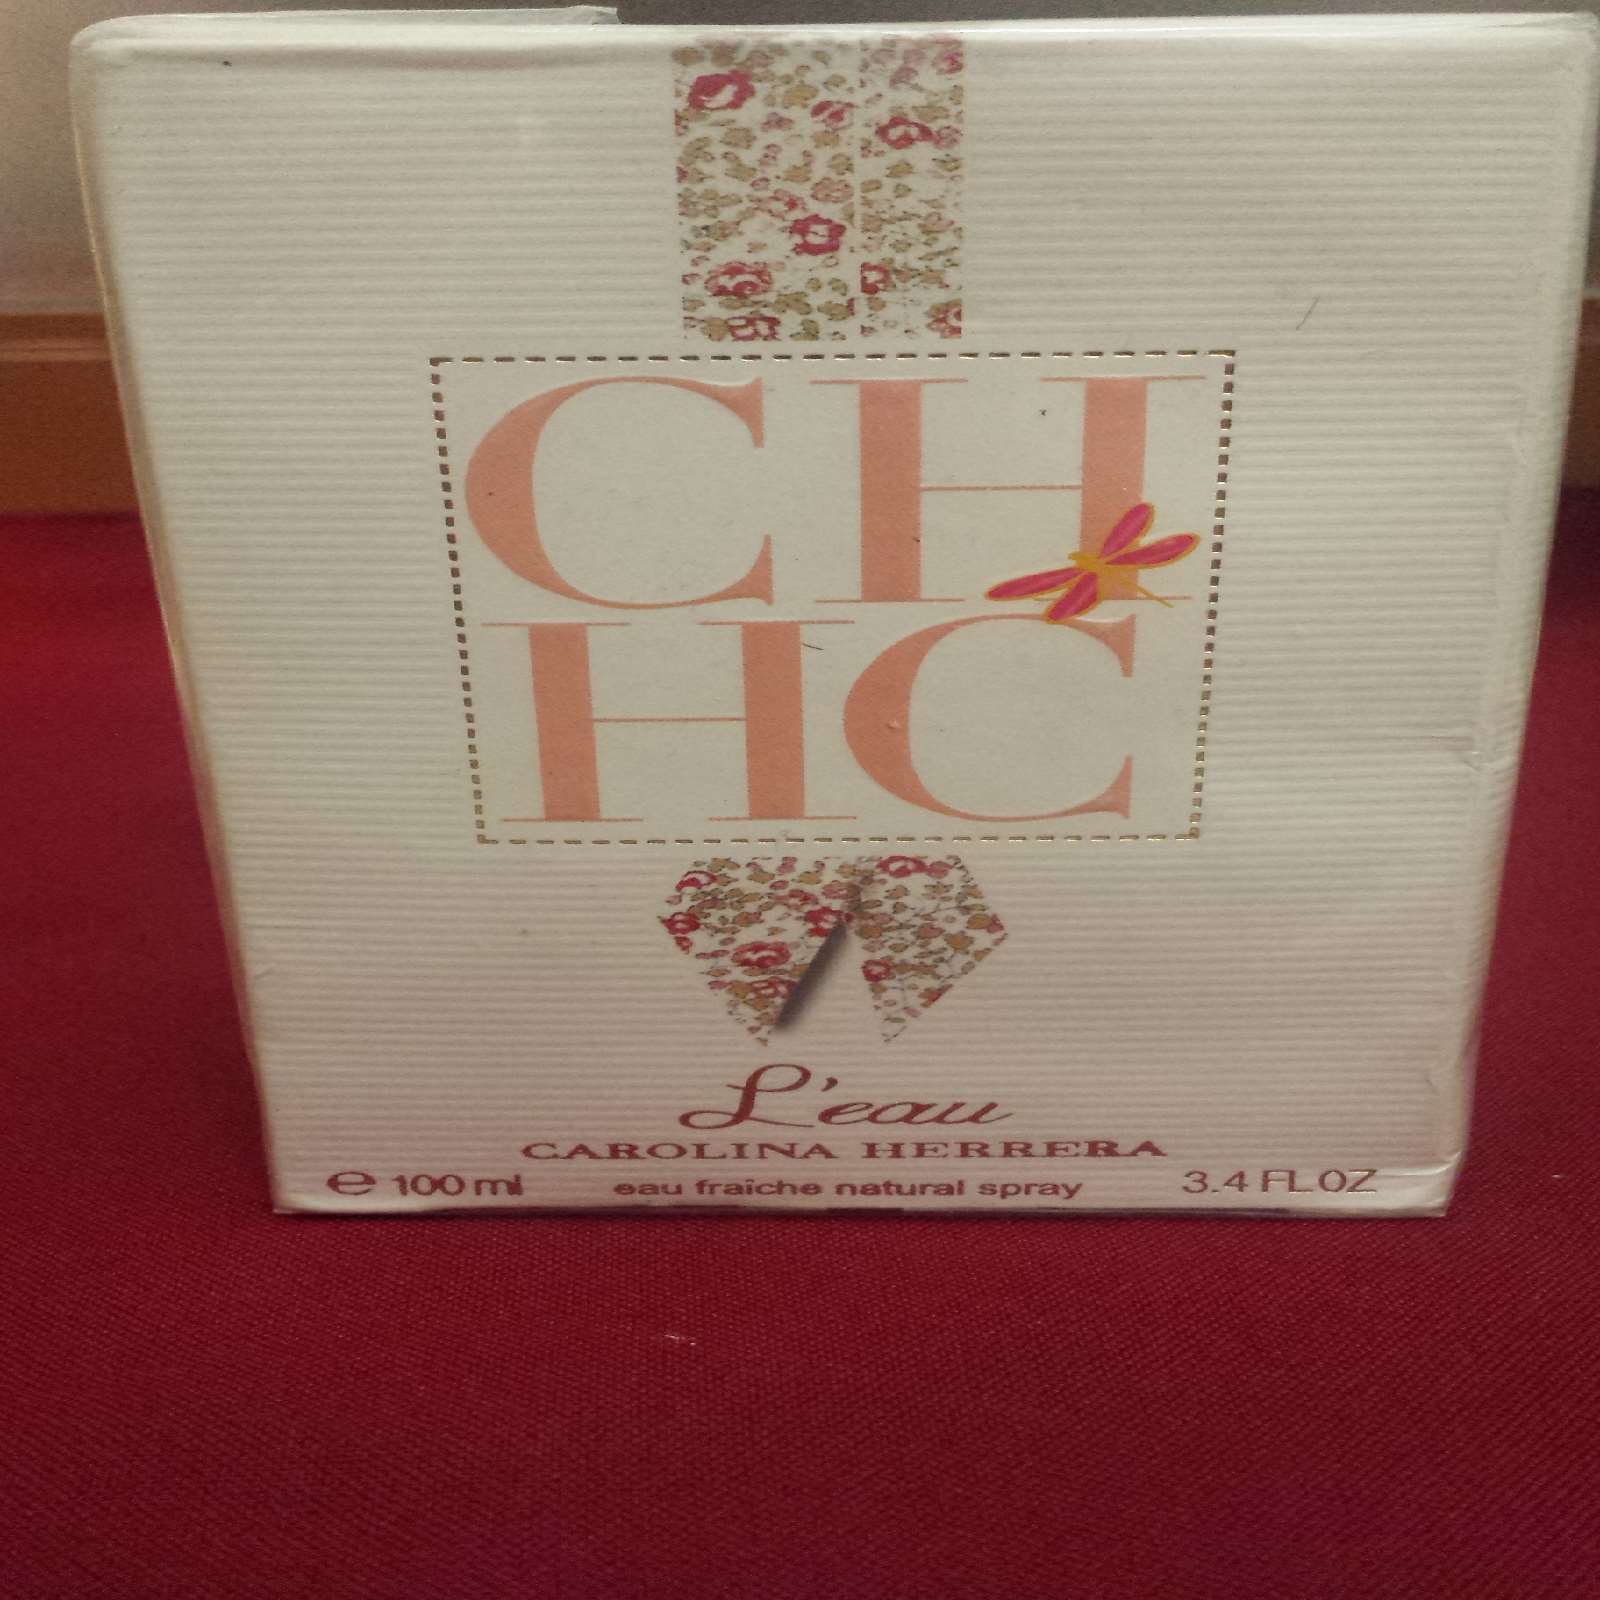 CH
HC
L'eau
CAROLINA HERRERA
℮ 100 ml eau fraîche natural spray 3.4 FL OZ